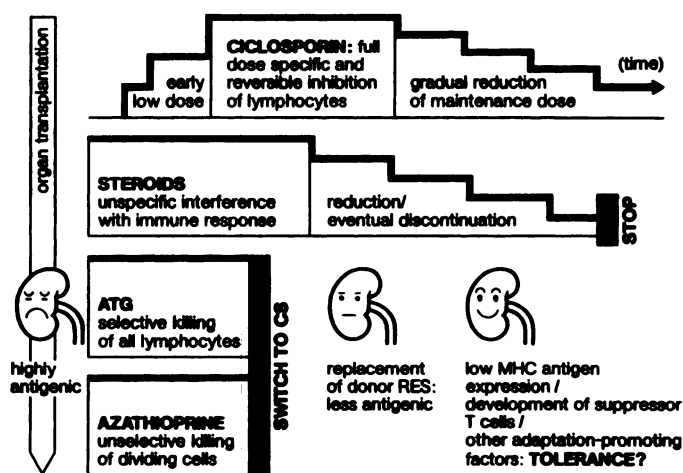 organ transplantation
early
low dose
CICLOSPORIN: full
dose specific and
reversible inhibition
of lymphocytes
(time)
gradual reduction
of maintenance dose
STEROIDS
unspecific interference
with immune response
reduction/
eventual discontinuation
STOP
ATG
selective killing
of all lymphocytes
AZATHIOPRINE
unselective killing
of dividing cells
SWITCH TO CS
highly
antigenic
replacement
of donor RES:
less antigenic
low MHC antigen
expression /
development of suppressor
T cells /
other adaptation-promoting
factors: TOLERANCE?